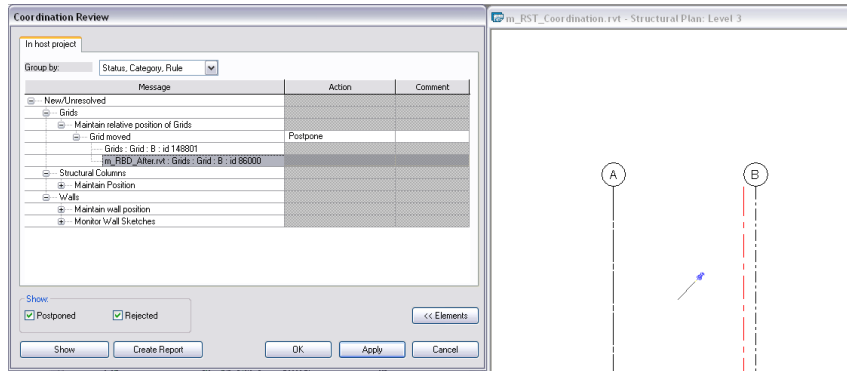 Coordination Review
In host project
Group by: Status, Category, Rule
Message Action Comment
New/Unresolved
Grids
Maintain relative position of Grids
Grid moved Postpone
Grids : Grid : B : id 148801
m_RBD_After.rvt : Grids : Grid : B : id 86000
Structural Columns
Maintain Position
Walls
Maintain wall position
Monitor Wall Sketches
Show:
Postponed Rejected << Elements
Show Create Report OK Apply Cancel
m_RST_Coordination.rvt - Structural Plan: Level 3
A B